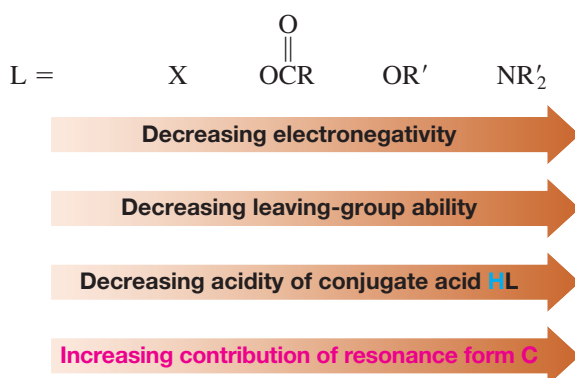 O
||
L = X OCR OR′ NR′₂
Decreasing electronegativity
Decreasing leaving-group ability
Decreasing acidity of conjugate acid HL
Increasing contribution of resonance form C